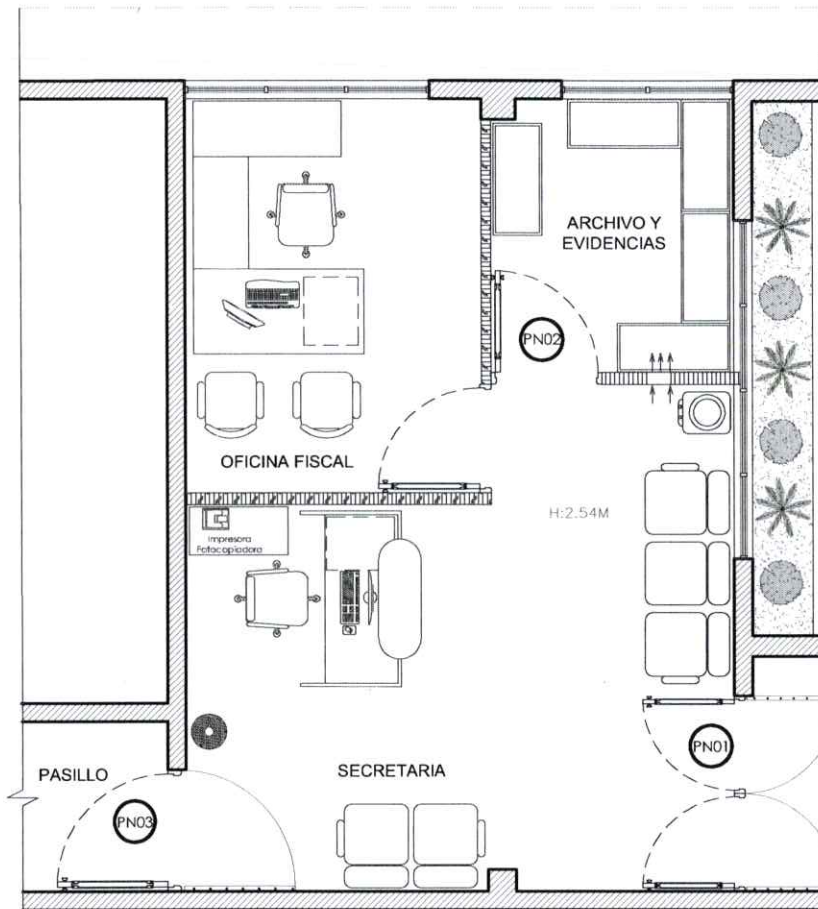 ARCHIVO Y
EVIDENCIAS
PN02
OFICINA FISCAL
H:2.54M
Impresora
Fotocopiadora
PN01
SECRETARIA
PASILLO
PN03